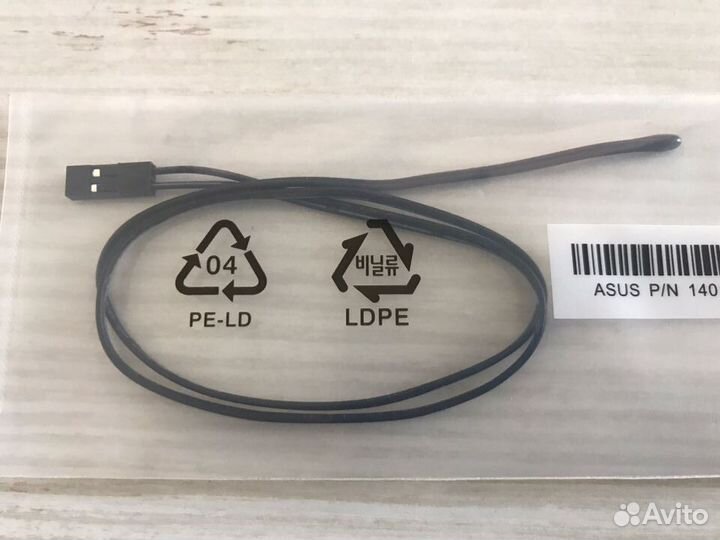 04
PE-LD
비닐류
LDPE
ASUS P/N 140
Avito